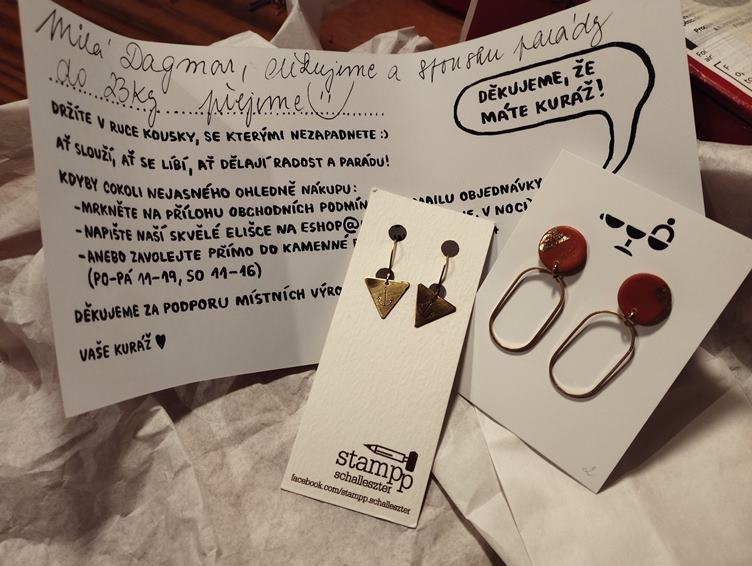 Milá Dagmar, děkujeme a spoustu parády
do 23kg přejeme
DĚKUJEME, ŽE
MÁTE KURÁŽ!
DRŽÍTE V RUCE KOUSKY, SE KTERÝMI NEZAPADNETE :)
AŤ SLOUŽÍ, AŤ SE LÍBÍ, AŤ DĚLAJÍ RADOST A PARÁDU!
KDYBY COKOLI NEJASNÉHO OHLEDNĚ NÁKUPU:
-MRKNĚTE NA PŘÍLOHU OBCHODNÍCH PODMÍN MAILU OBJEDNÁVKY
-NAPIŠTE NAŠÍ SKVĚLÉ ELIŠCE NA ESHOP@ V NOCI
-ANEBO ZAVOLEJTE PŘÍMO DO KAMENNÉ
(PO-PÁ 11-19, SO 11-16)
DĚKUJEME ZA PODPORU MÍSTNÍCH VÝRO
VAŠE KURÁŽ ♥
stampp
schalleszter
facebook.com/stampp.schalleszter